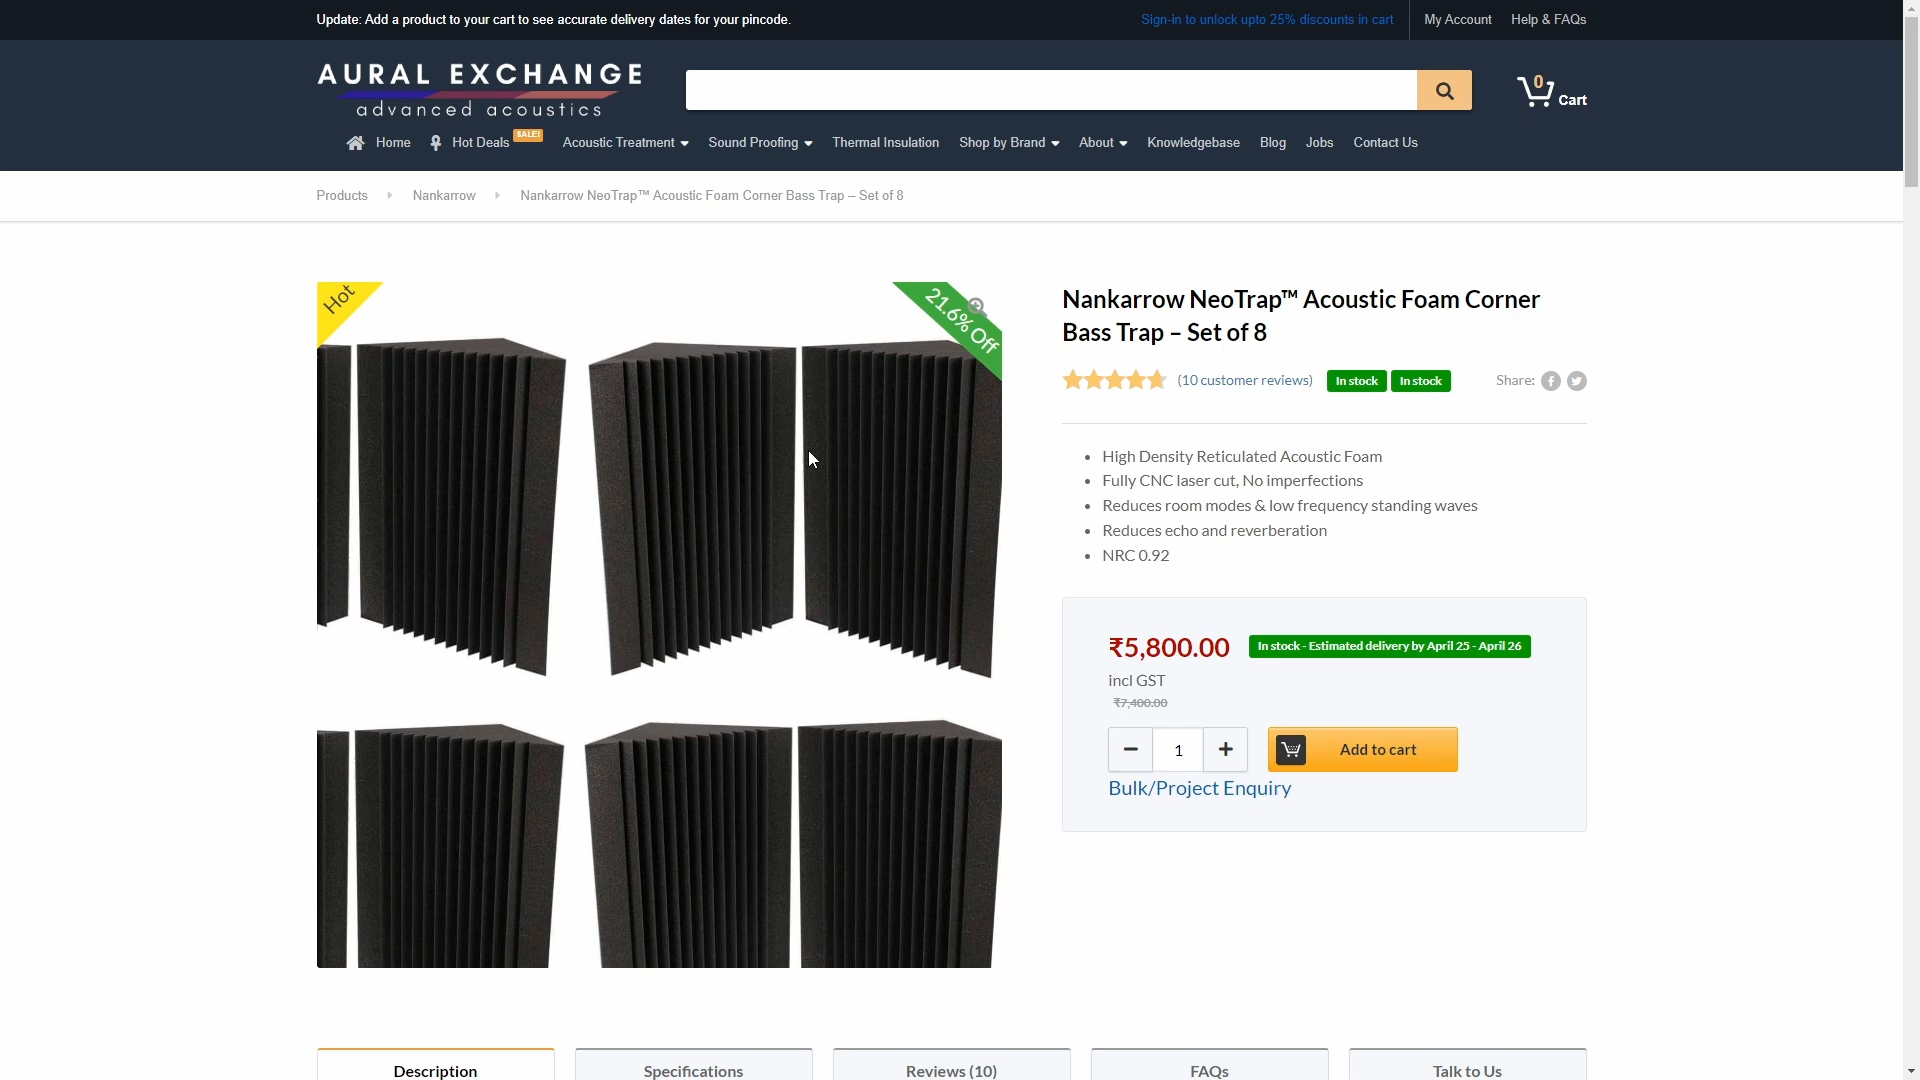 Update: Add a product to your cart to see accurate delivery dates for your pincode.
Sign-in to unlock upto 25% discounts in cart
My Account
Help & FAQs
AURAL EXCHANGE
advanced acoustics
0
Cart
Home
Hot Deals
SALE!
Acoustic Treatment
Sound Proofing
Thermal Insulation
Shop by Brand
About
Knowledgebase
Blog
Jobs
Contact Us
Products
Nankarrow
Nankarrow NeoTrap™ Acoustic Foam Corner Bass Trap – Set of 8
Hot
21.6% Off
Nankarrow NeoTrap™ Acoustic Foam Corner
Bass Trap – Set of 8
(10 customer reviews)
In stock
In stock
Share:
High Density Reticulated Acoustic Foam
Fully CNC laser cut, No imperfections
Reduces room modes & low frequency standing waves
Reduces echo and reverberation
NRC 0.92
₹5,800.00
In stock - Estimated delivery by April 25 - April 26
incl GST
₹7,400.00
1
Add to cart
Bulk/Project Enquiry
Description
Specifications
Reviews (10)
FAQs
Talk to Us